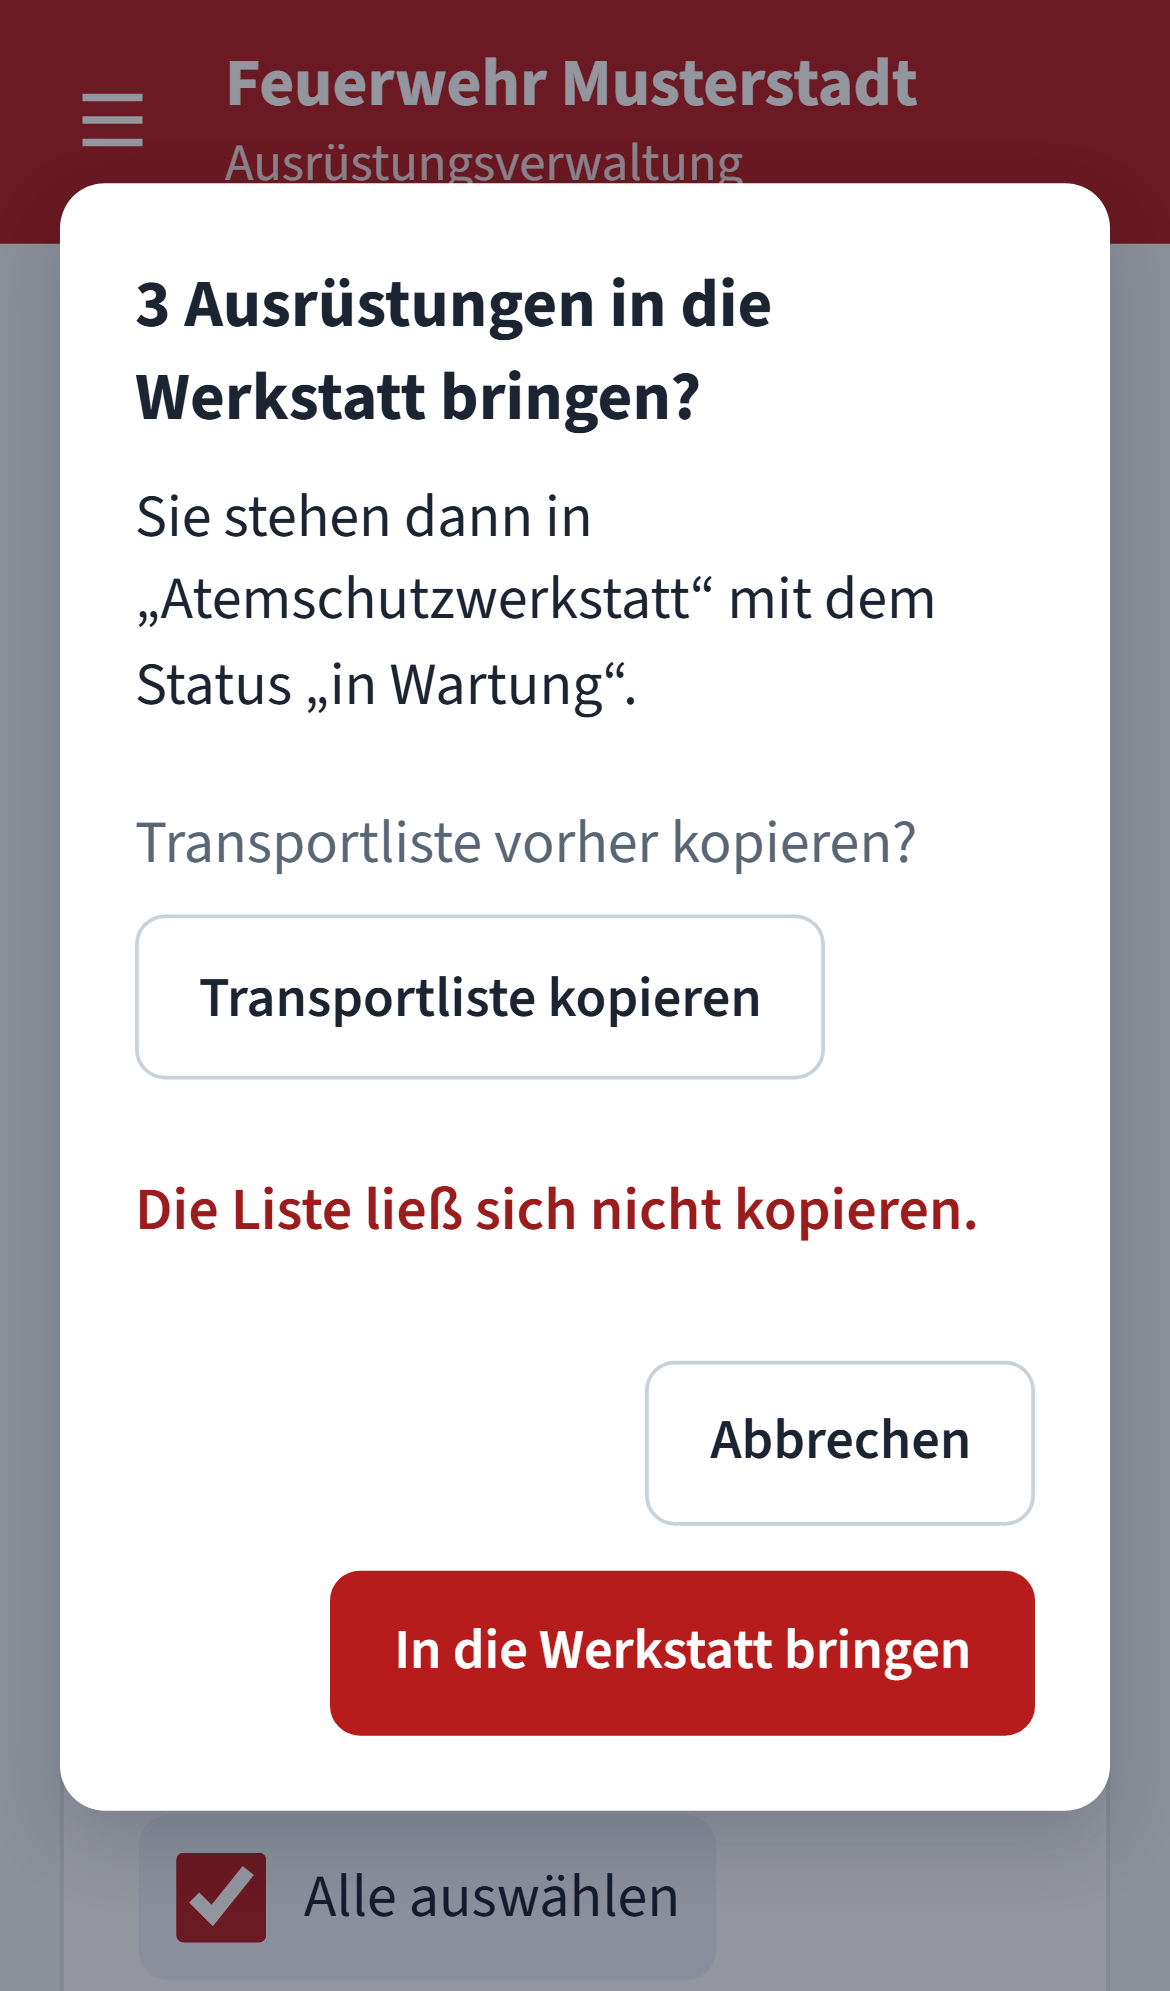 Feuerwehr Musterstadt
Ausrüstungsverwaltung
3 Ausrüstungen in die
Werkstatt bringen?
Sie stehen dann in
„Atemschutzwerkstatt“ mit dem
Status „in Wartung“.
Transportliste vorher kopieren?
Transportliste kopieren
Die Liste ließ sich nicht kopieren.
Abbrechen
In die Werkstatt bringen
Alle auswählen